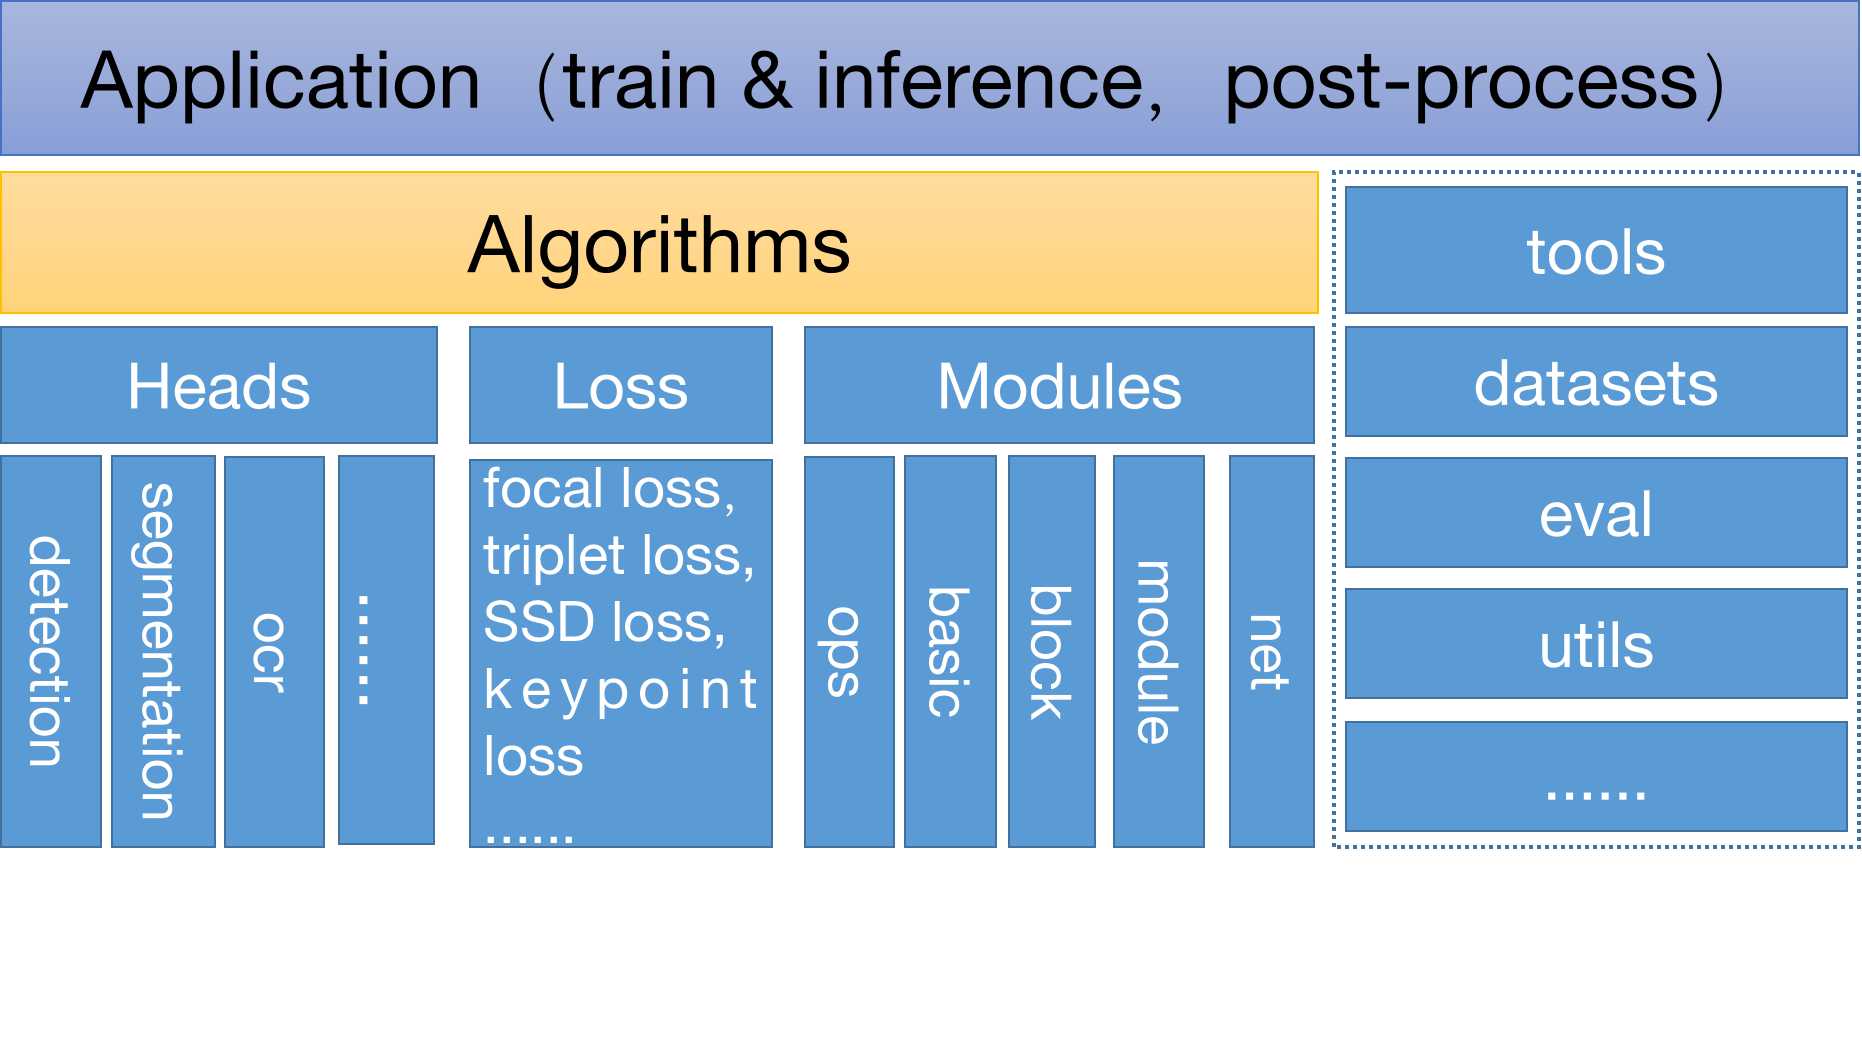 Application（train & inference， post-process）
Algorithms
Heads
Loss
Modules
detection
segmentation
ocr
......
focal loss,
triplet loss,
SSD loss,
keypoint
loss
......
ops
basic
block
module
net
tools
datasets
eval
utils
......